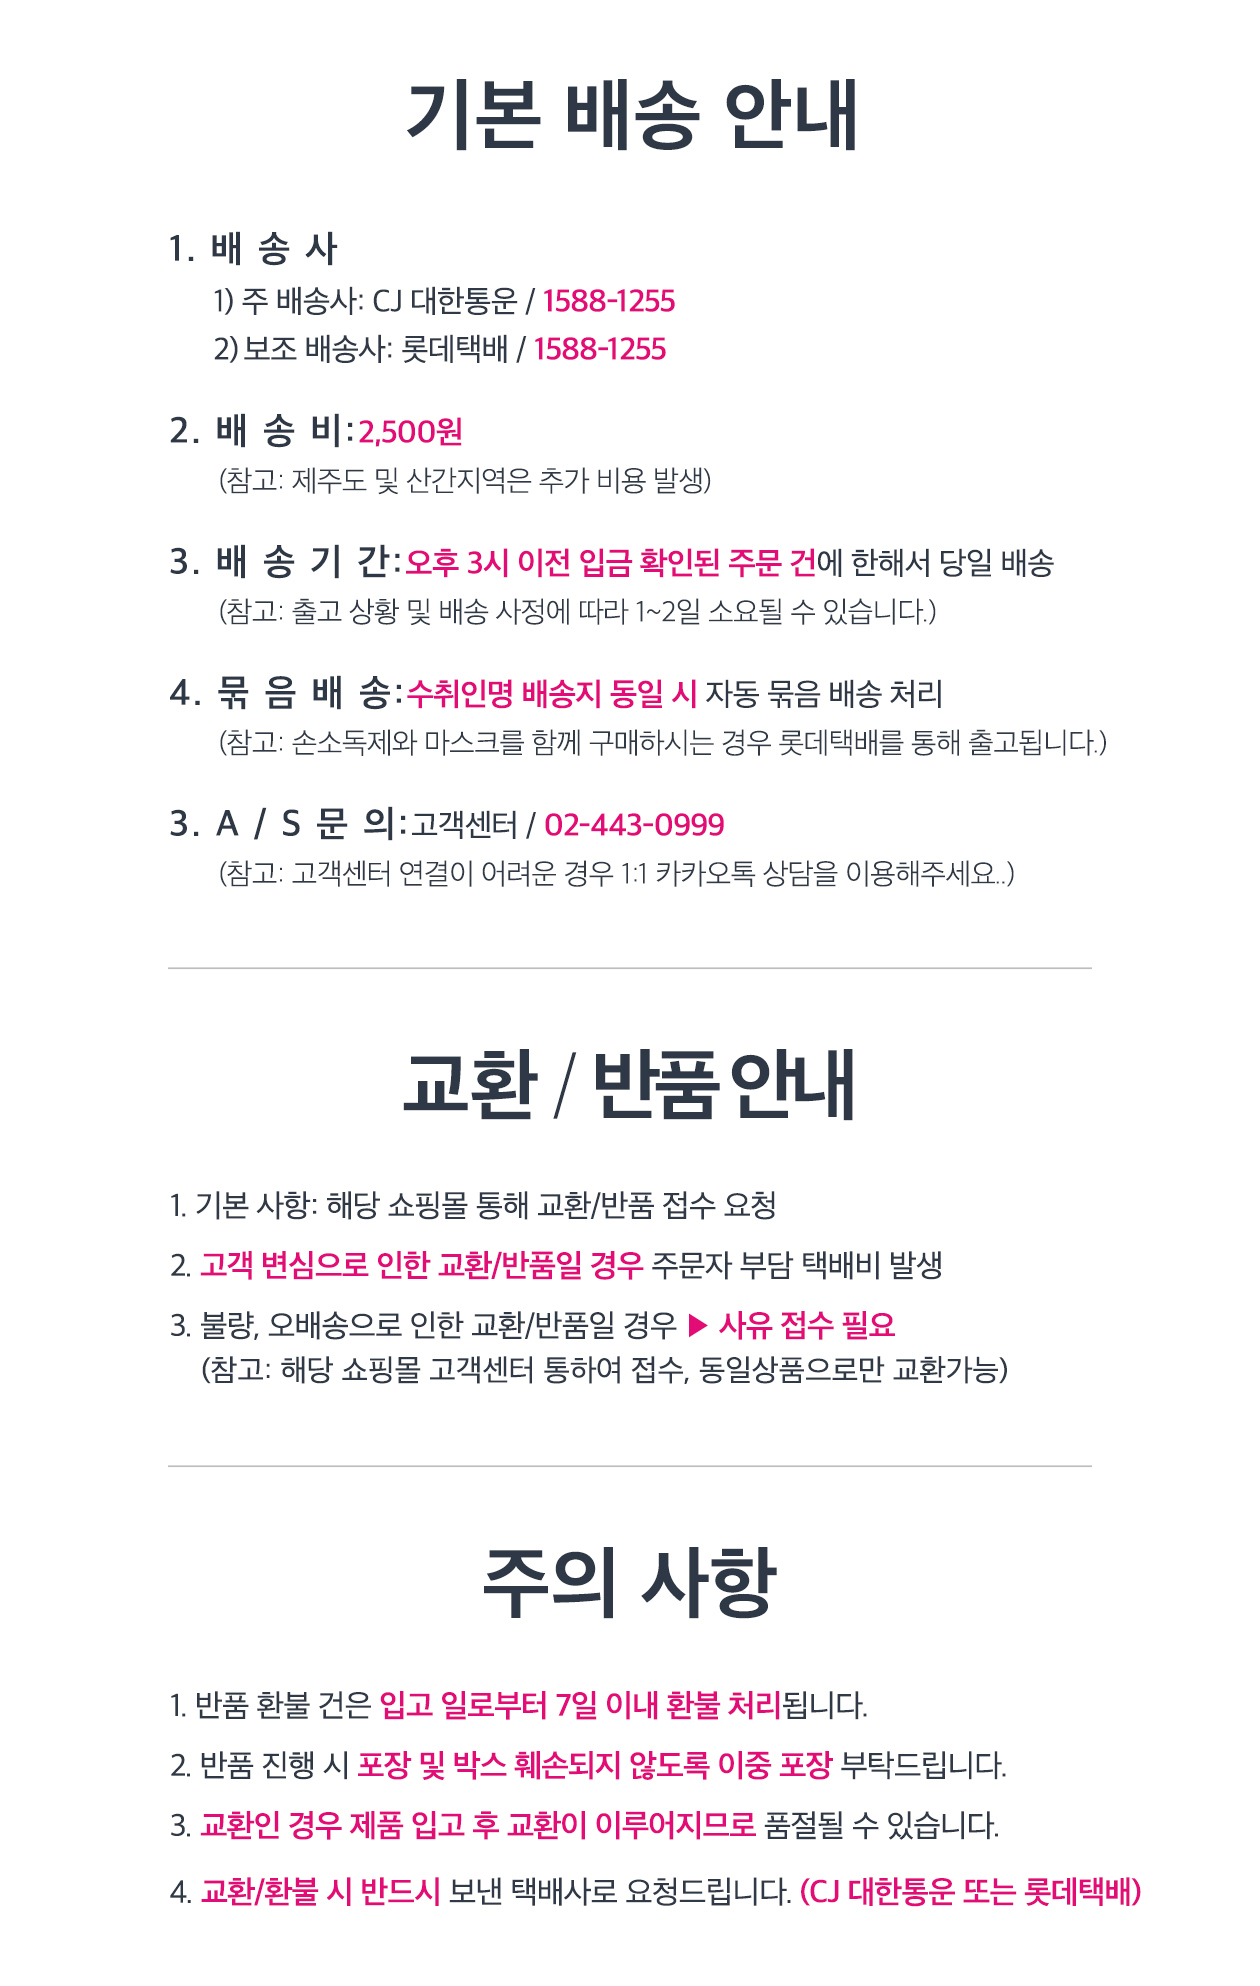 기본 배송 안내
1. 배 송 사
1) 주 배송사: CJ 대한통운 / 1588-1255
2) 보조 배송사: 롯데택배 / 1588-1255
2. 배 송 비: 2,500원
(참고: 제주도 및 산간지역은 추가 비용 발생)
3. 배 송 기 간: 오후 3시 이전 입금 확인된 주문 건에 한해서 당일 배송
(참고: 출고 상황 및 배송 사정에 따라 1~2일 소요될 수 있습니다.)
4. 묶 음 배 송: 수취인명 배송지 동일 시 자동 묶음 배송 처리
(참고: 손소독제와 마스크를 함께 구매하시는 경우 롯데택배를 통해 출고됩니다.)
3. A / S 문 의: 고객센터 / 02-443-0999
(참고: 고객센터 연결이 어려운 경우 1:1 카카오톡 상담을 이용해주세요..)
교환 / 반품 안내
1. 기본 사항: 해당 쇼핑몰 통해 교환/반품 접수 요청
2. 고객 변심으로 인한 교환/반품일 경우 주문자 부담 택배비 발생
3. 불량, 오배송으로 인한 교환/반품일 경우 ▶ 사유 접수 필요
(참고: 해당 쇼핑몰 고객센터 통하여 접수, 동일상품으로만 교환가능)
주의 사항
1. 반품 환불 건은 입고 일로부터 7일 이내 환불 처리됩니다.
2. 반품 진행 시 포장 및 박스 훼손되지 않도록 이중 포장 부탁드립니다.
3. 교환인 경우 제품 입고 후 교환이 이루어지므로 품절될 수 있습니다.
4. 교환/환불 시 반드시 보낸 택배사로 요청드립니다. (CJ 대한통운 또는 롯데택배)